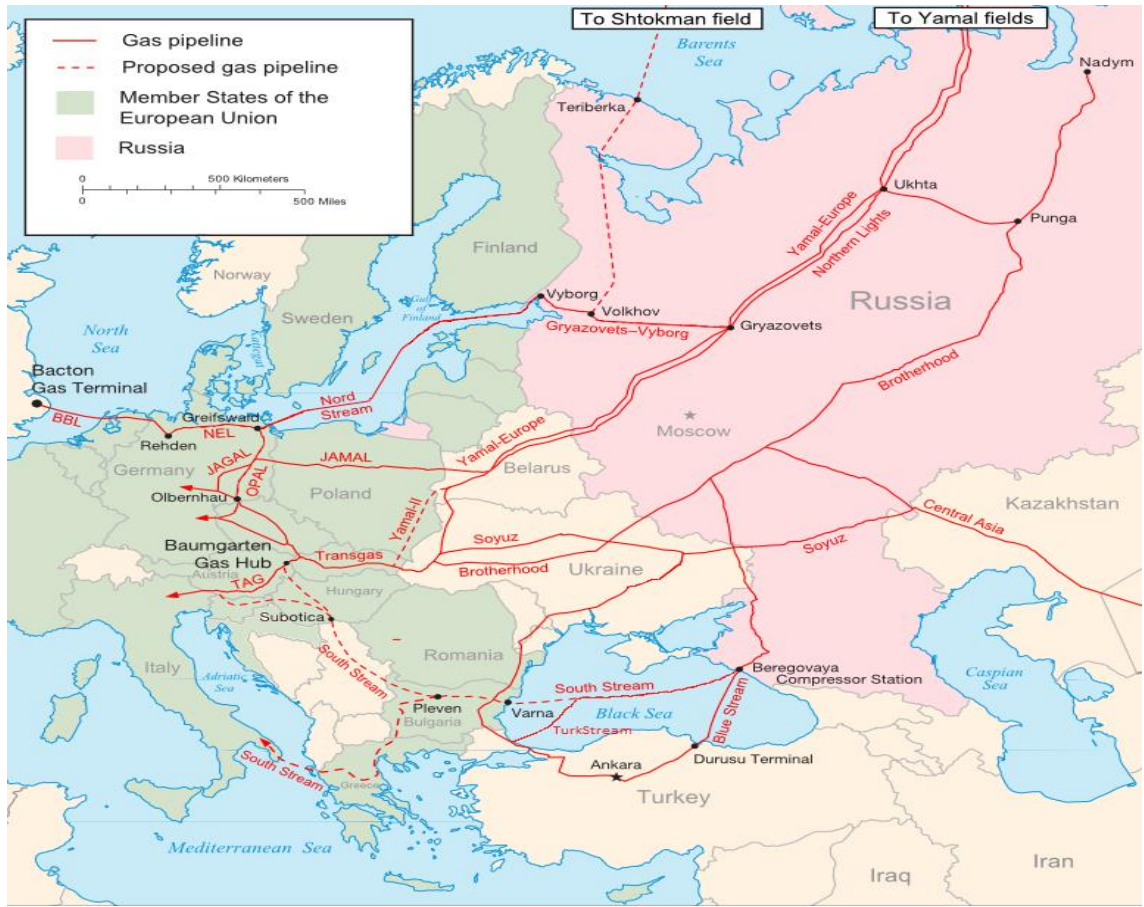 To Shtokman field
To Yamal fields
Gas pipeline
Proposed gas pipeline
Member States of the
European Union
Russia
0
500 Kilometers
0
500 Miles
Barents
Sea
Nadym
Teriberka
Ukhta
Yamal-Europe
Northern Lights
Punga
Finland
Norway
Russia
Vyborg
Gulf
of
Finland
Volkhov
Sweden
Gryazovets–Vyborg
Gryazovets
North
Sea
Kattegat
Brotherhood
Bacton
Gas Terminal
Nord
Stream
BBL
Greifswald
NEL
Moscow
Rehden
Yamal-Europe
JAGAL
JAMAL
Germany
OPAL
Belarus
Olbernhau
Poland
Kazakhstan
Yamal-II
Central Asia
Baumgarten
Gas Hub
Transgas
Soyuz
Soyuz
Brotherhood
Ukraine
Austria
TAG
Hungary
Subotica
Italy
Adriatic
Sea
South Stream
Romania
Beregovaya
Compressor Station
Caspian
Sea
South Stream
Pleven
Varna
Black Sea
Blue Stream
Bulgaria
TurkStream
South Stream
Ankara
Durusu Terminal
Greece
Turkey
Mediterranean Sea
Iraq
Iran